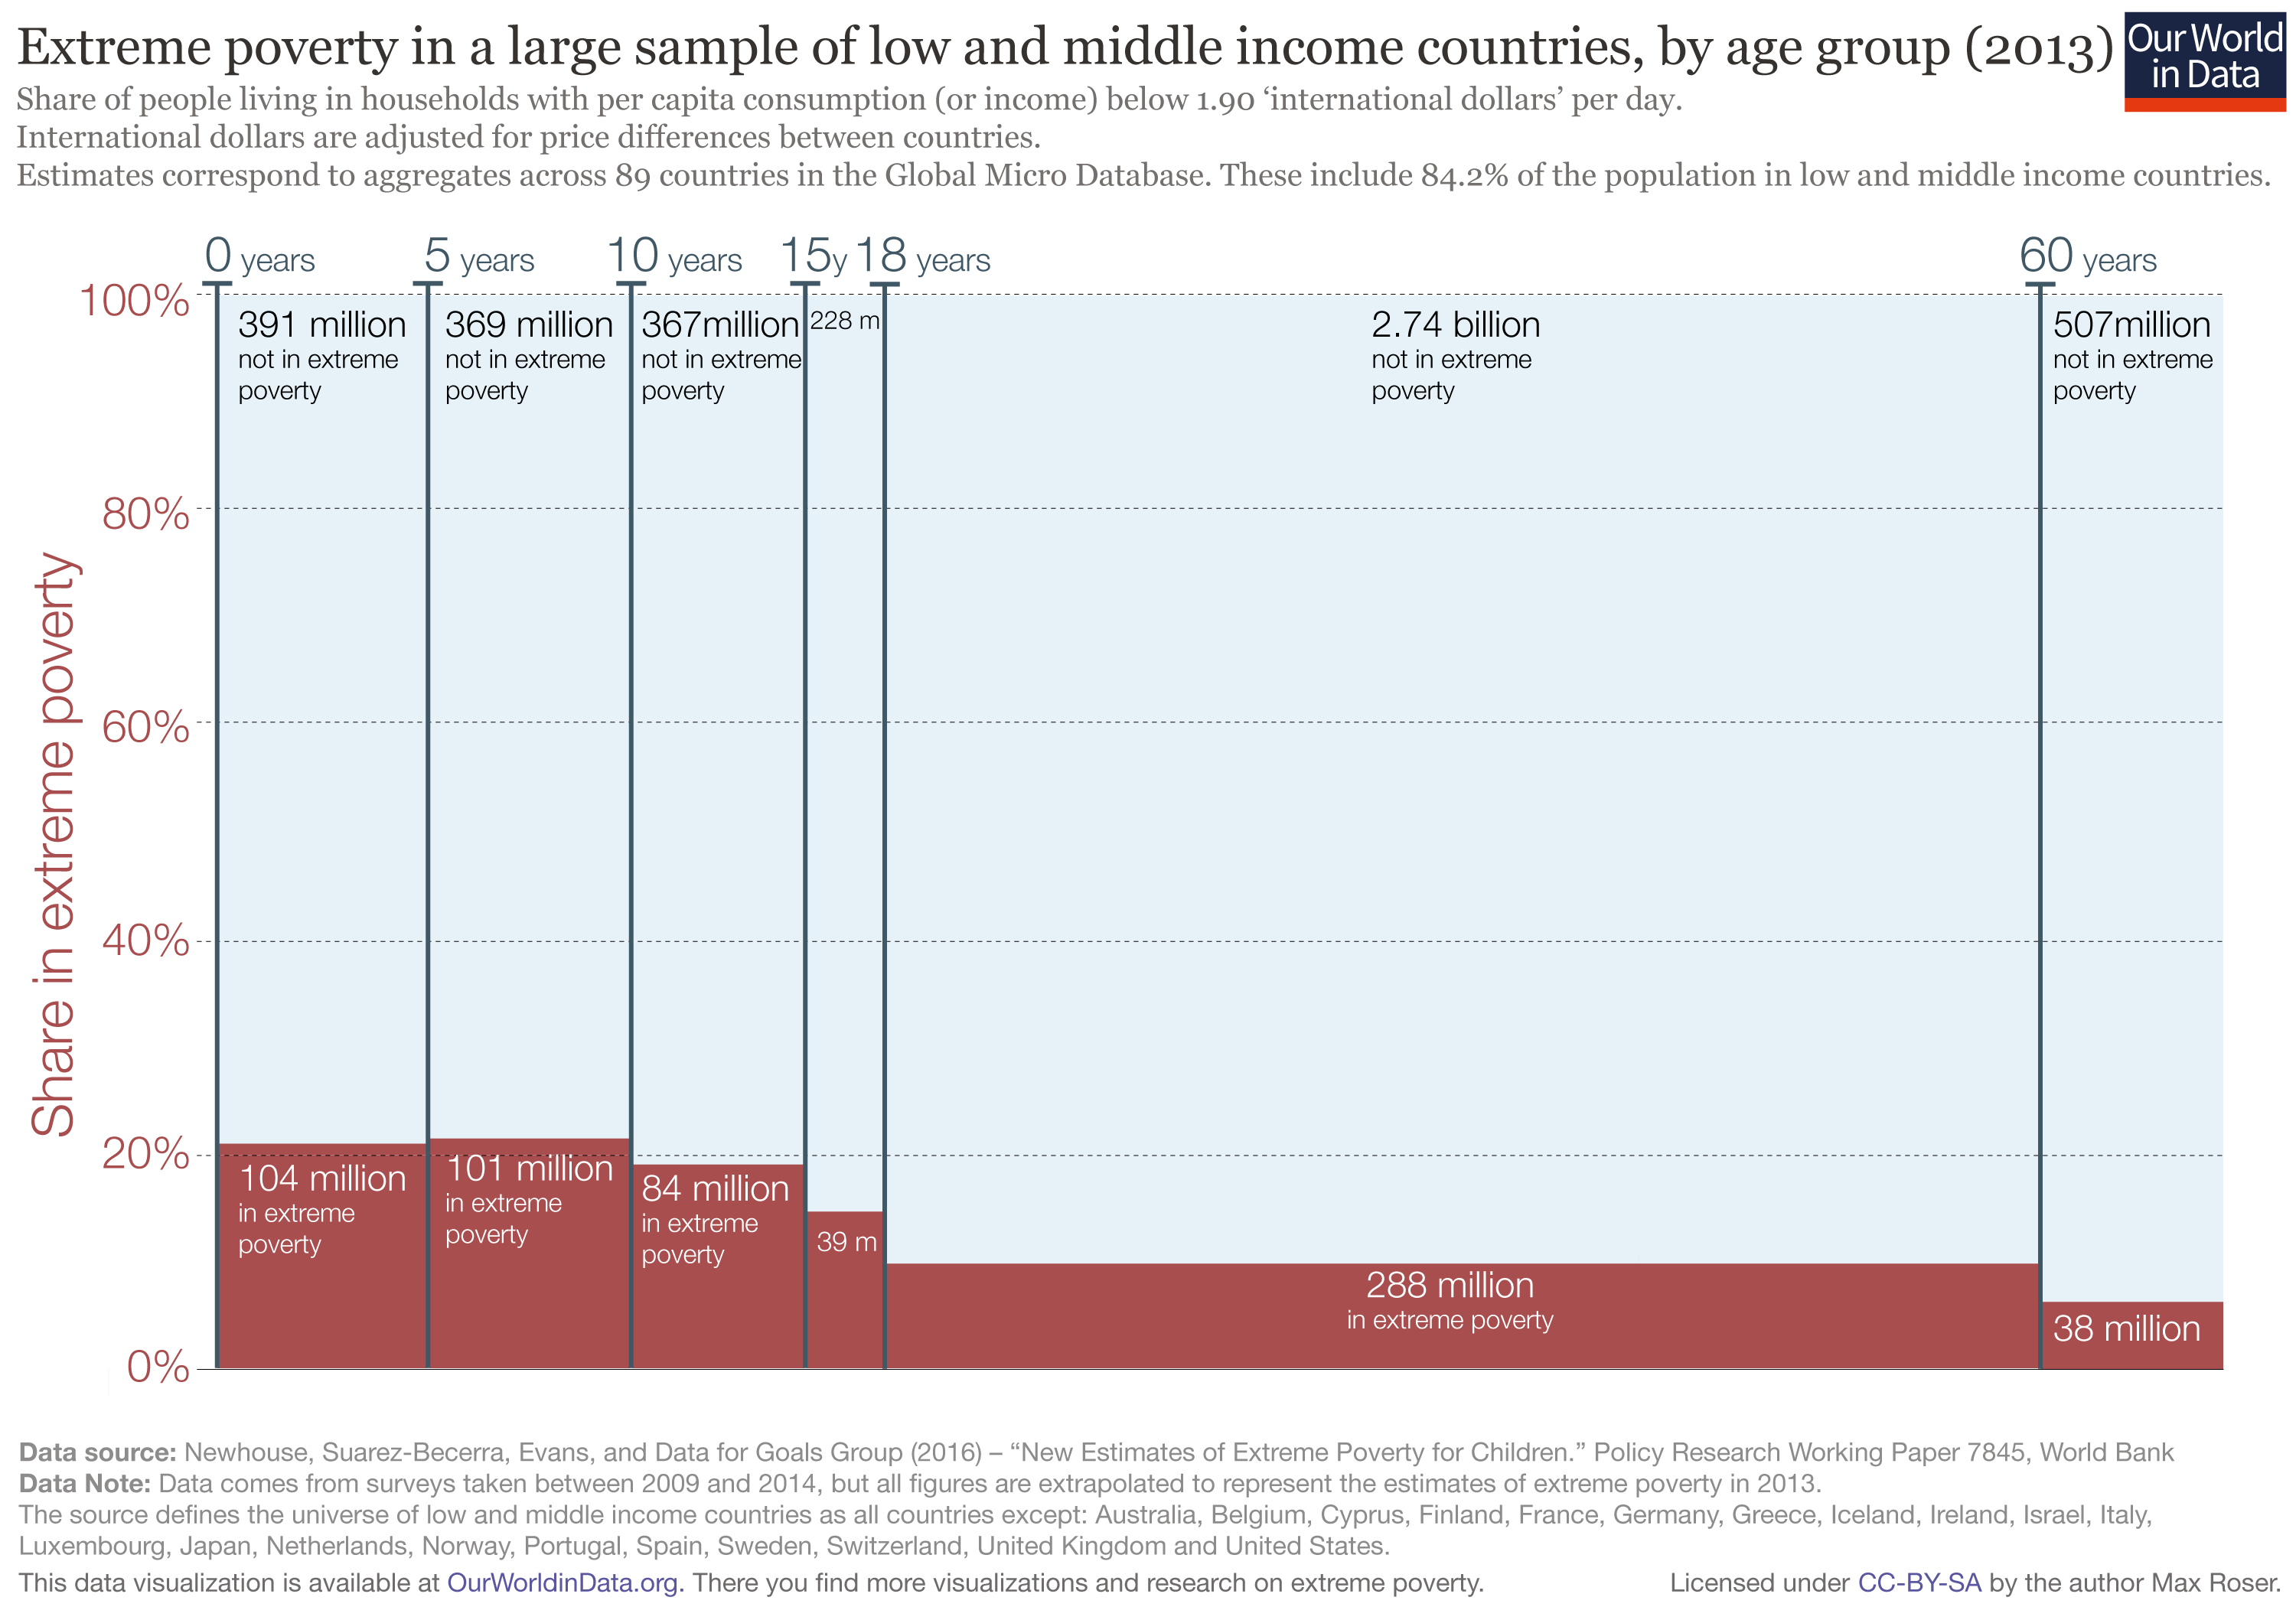 Extreme poverty in a large sample of low and middle income countries, by age group (2013)
Our World
in Data
Share of people living in households with per capita consumption (or income) below 1.90 ‘international dollars’ per day.
International dollars are adjusted for price differences between countries.
Estimates correspond to aggregates across 89 countries in the Global Micro Database. These include 84.2% of the population in low and middle income countries.
0 years 5 years 10 years 15y 18 years 60 years
100%
391 million 369 million 367million 228 m 2.74 billion 507million
not in extreme not in extreme not in extreme not in extreme not in extreme
poverty poverty poverty poverty poverty
80%
60%
Share in extreme poverty
40%
20%
104 million 101 million 84 million 39 m 288 million 38 million
in extreme in extreme in extreme in extreme poverty
poverty poverty poverty
0%
Data source: Newhouse, Suarez-Becerra, Evans, and Data for Goals Group (2016) – “New Estimates of Extreme Poverty for Children.” Policy Research Working Paper 7845, World Bank
Data Note: Data comes from surveys taken between 2009 and 2014, but all figures are extrapolated to represent the estimates of extreme poverty in 2013.
The source defines the universe of low and middle income countries as all countries except: Australia, Belgium, Cyprus, Finland, France, Germany, Greece, Iceland, Ireland, Israel, Italy,
Luxembourg, Japan, Netherlands, Norway, Portugal, Spain, Sweden, Switzerland, United Kingdom and United States.
This data visualization is available at OurWorldinData.org. There you find more visualizations and research on extreme poverty. Licensed under CC-BY-SA by the author Max Roser.